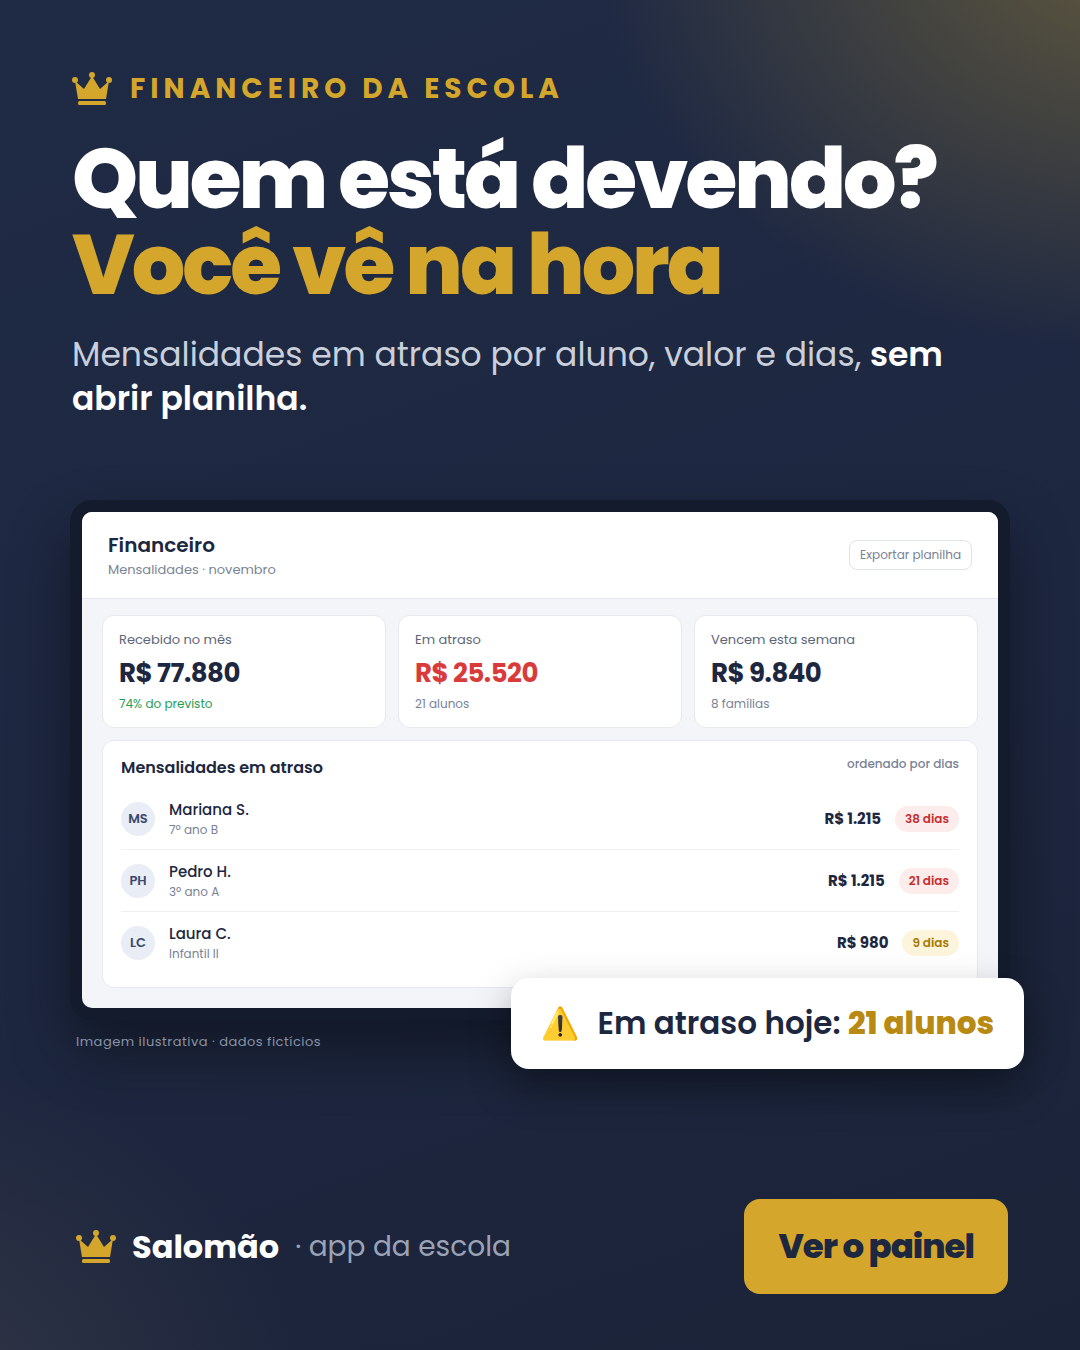 FINANCEIRO DA ESCOLA
Quem está devendo?
Você vê na hora
Mensalidades em atraso por aluno, valor e dias, sem
abrir planilha.
Financeiro
Mensalidades · novembro
Exportar planilha
Recebido no mês
R$ 77.880
74% do previsto
Em atraso
R$ 25.520
21 alunos
Vencem esta semana
R$ 9.840
8 famílias
Mensalidades em atraso
ordenado por dias
MS
Mariana S.
7º ano B
R$ 1.215
38 dias
PH
Pedro H.
3º ano A
R$ 1.215
21 dias
LC
Laura C.
Infantil II
R$ 980
9 dias
Em atraso hoje: 21 alunos
Imagem ilustrativa · dados fictícios
Salomão · app da escola
Ver o painel